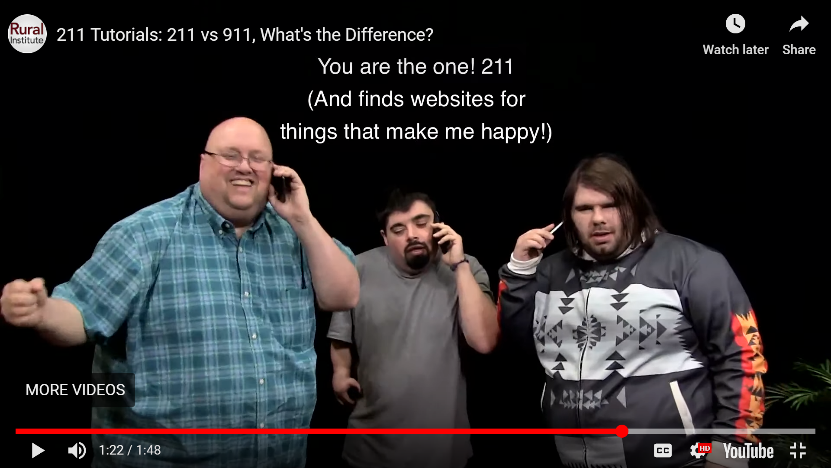 Rural
Institute
211 Tutorials: 211 vs 911, What's the Difference?
Watch later
Share
You are the one! 211
(And finds websites for
things that make me happy!)
MORE VIDEOS
1:22 / 1:48
CC
HD
YouTube